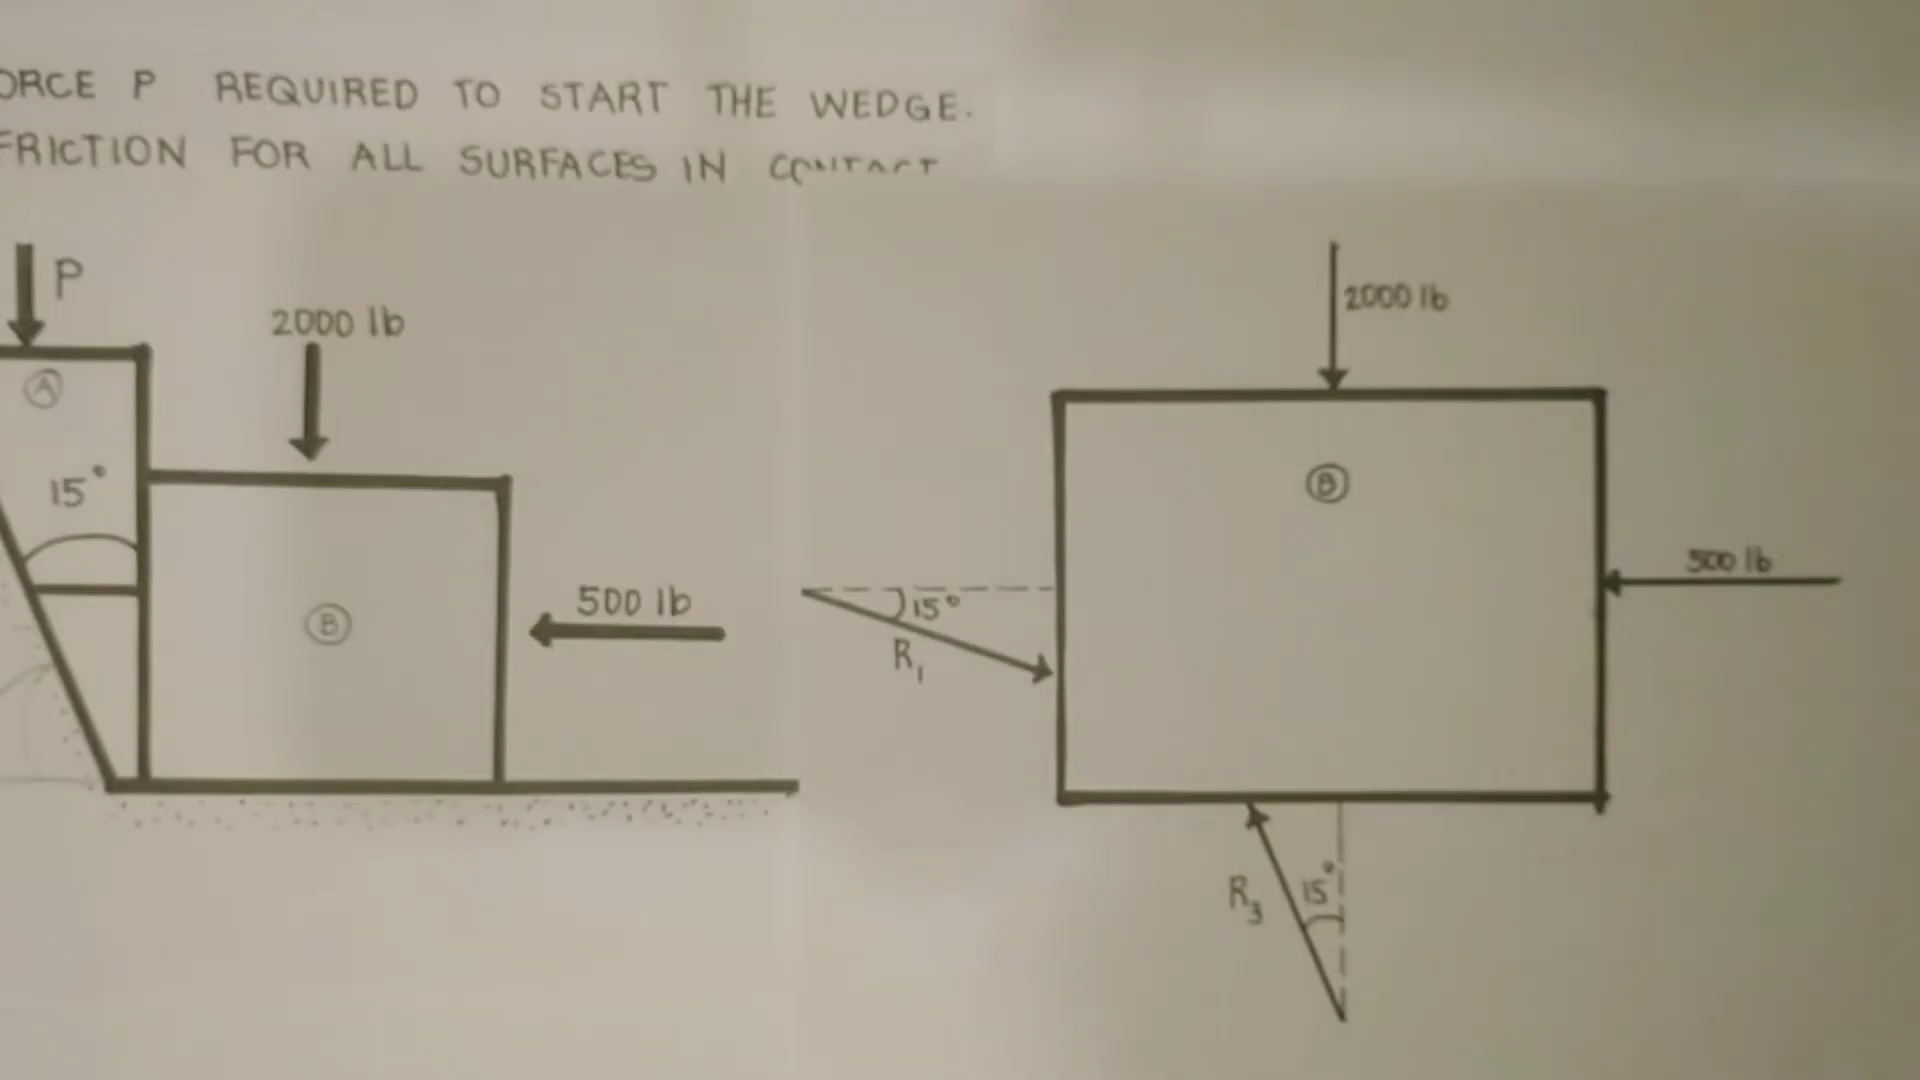 ORCE P REQUIRED TO START THE WEDGE.
FRICTION FOR ALL SURFACES IN CONTACT
P
2000 lb
A
15°
B
500 lb
2000 lb
B
500 lb
15°
R1
R3
15°